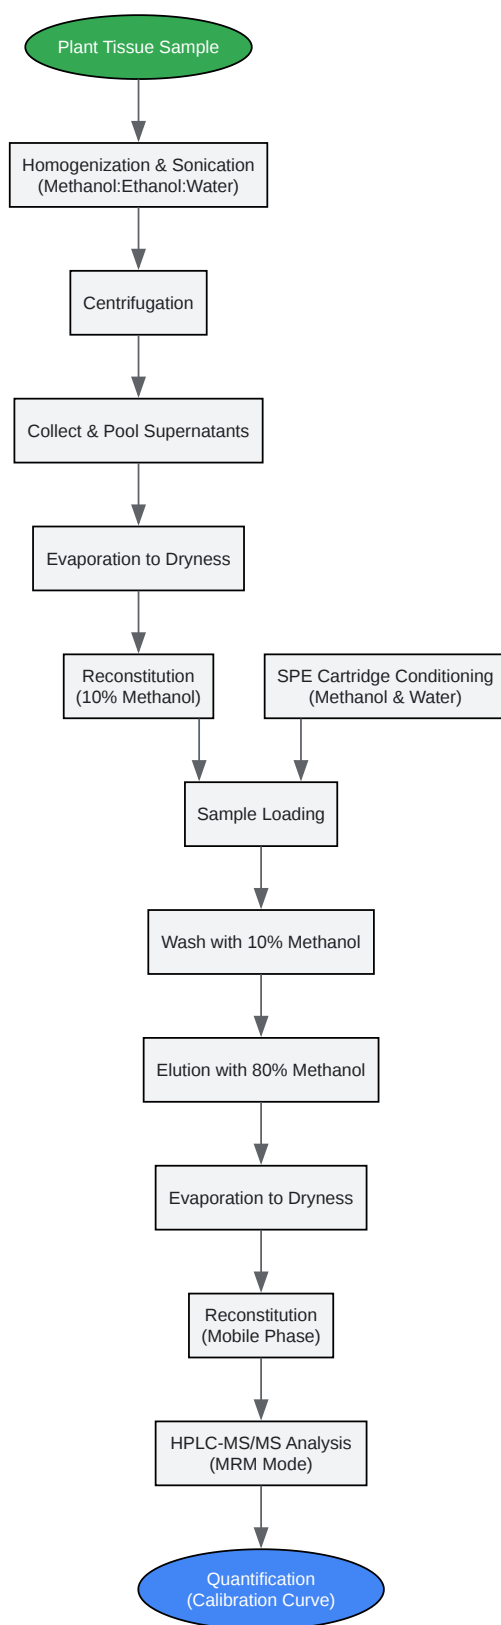 Plant Tissue Sample
Homogenization & Sonication
(Methanol:Ethanol:Water)
Centrifugation
Collect & Pool Supernatants
Evaporation to Dryness
Reconstitution
(10% Methanol)
SPE Cartridge Conditioning
(Methanol & Water)
Sample Loading
Wash with 10% Methanol
Elution with 80% Methanol
Evaporation to Dryness
Reconstitution
(Mobile Phase)
HPLC-MS/MS Analysis
(MRM Mode)
Quantification
(Calibration Curve)